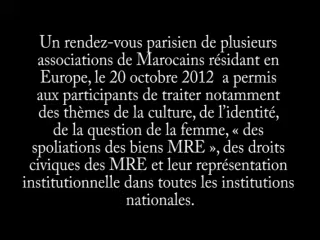 Un rendez-vous parisien de plusieurs
associations de Marocains résidant en
Europe, le 20 octobre 2012 a permis
aux participants de traiter notamment
des thèmes de la culture, de l'identité,
de la question de la femme, « des
spoliations des biens MRE », des droits
civiques des MRE et leur représentation
institutionnelle dans toutes les institutions
nationales.